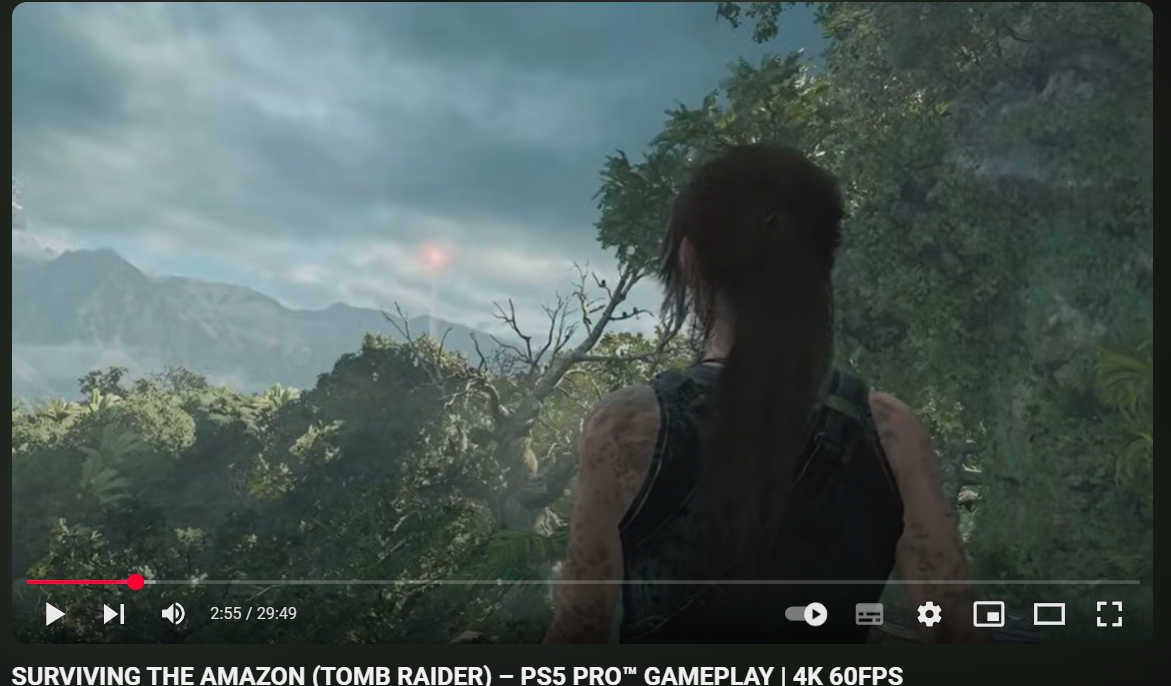 2:55 / 29:49
SURVIVING THE AMAZON (TOMB RAIDER) – PS5 PRO™ GAMEPLAY | 4K 60FPS